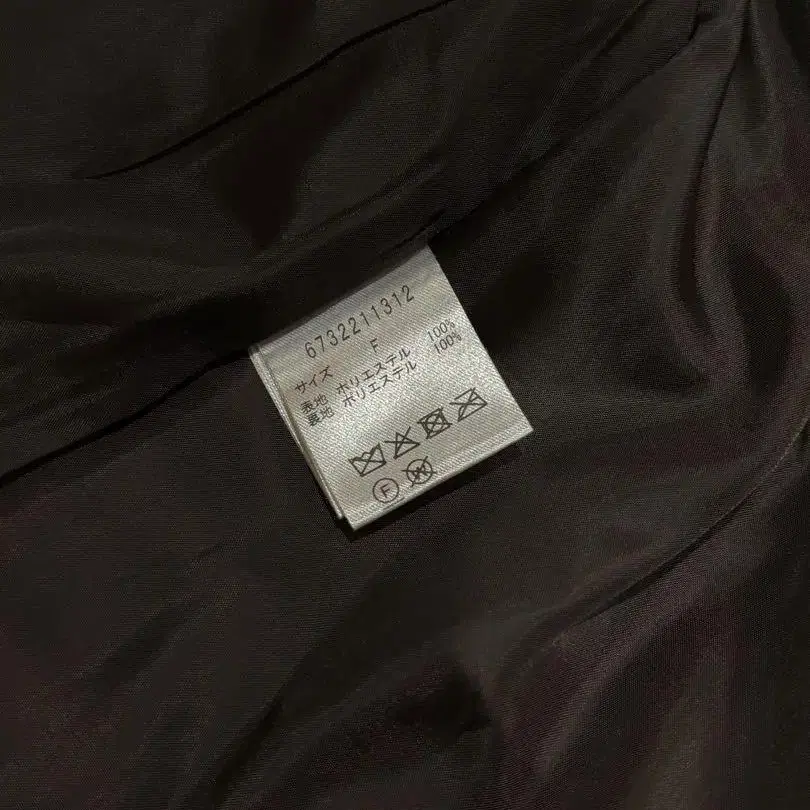 6732211312
サイズ F
表地 ポリエステル 100%
裏地 ポリエステル 100%
F W